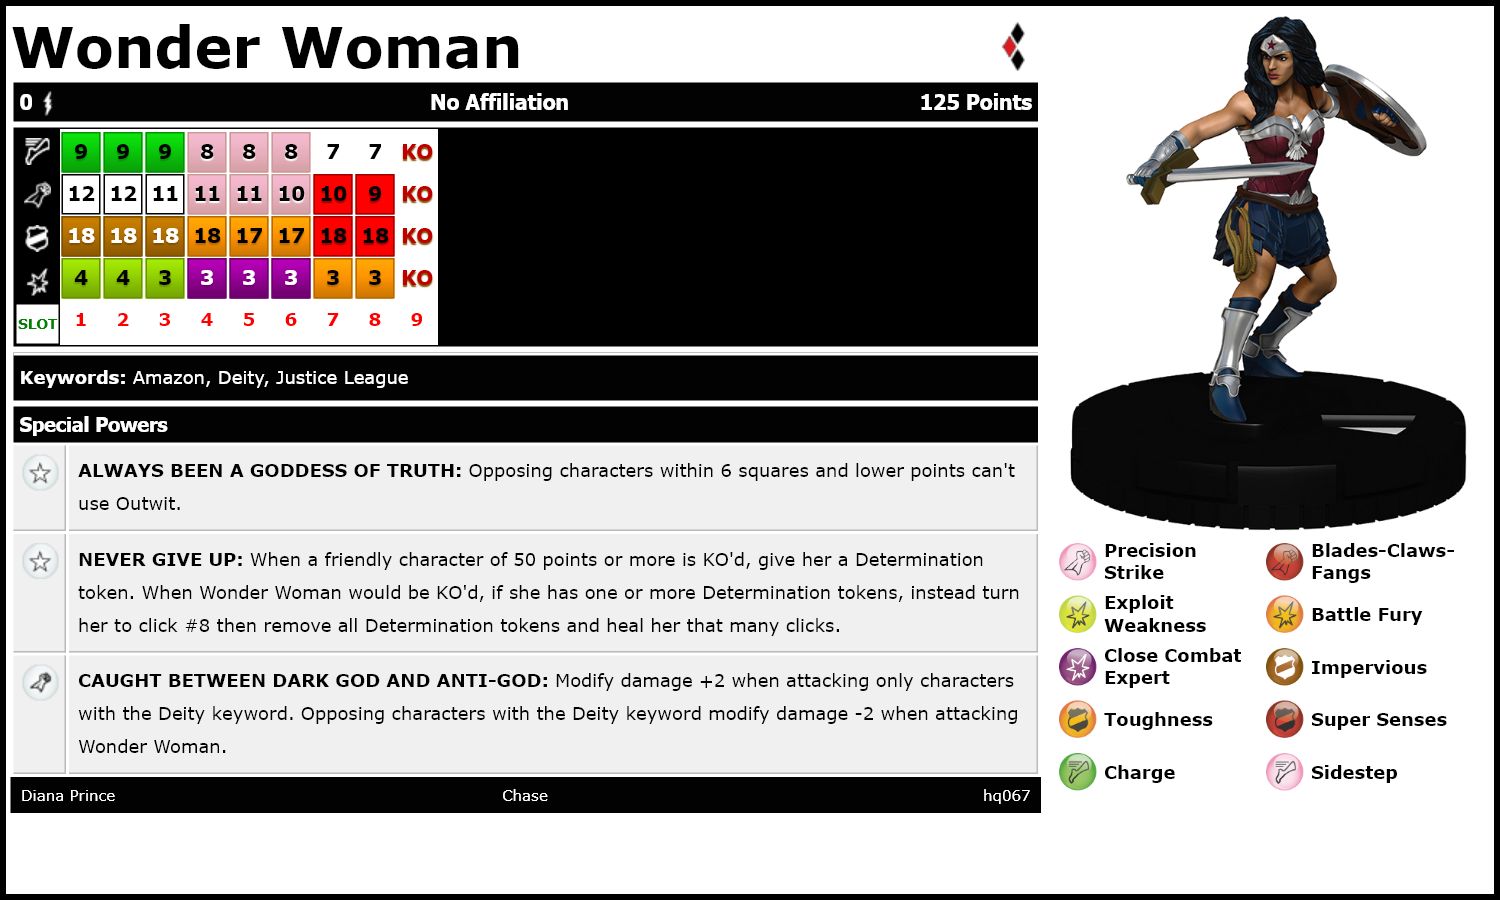 Wonder Woman
0 No Affiliation 125 Points
9 9 9 8 8 8 7 7 KO
12 12 11 11 11 10 10 9 KO
18 18 18 18 17 17 18 18 KO
4 4 3 3 3 3 3 3 KO
SLOT 1 2 3 4 5 6 7 8 9
Keywords: Amazon, Deity, Justice League
Special Powers
ALWAYS BEEN A GODDESS OF TRUTH: Opposing characters within 6 squares and lower points can't
use Outwit.
NEVER GIVE UP: When a friendly character of 50 points or more is KO'd, give her a Determination
token. When Wonder Woman would be KO'd, if she has one or more Determination tokens, instead turn
her to click #8 then remove all Determination tokens and heal her that many clicks.
CAUGHT BETWEEN DARK GOD AND ANTI-GOD: Modify damage +2 when attacking only characters
with the Deity keyword. Opposing characters with the Deity keyword modify damage -2 when attacking
Wonder Woman.
Diana Prince Chase hq067
Precision
Strike
Blades-Claws-
Fangs
Exploit
Weakness
Battle Fury
Close Combat
Expert
Impervious
Toughness
Super Senses
Charge
Sidestep